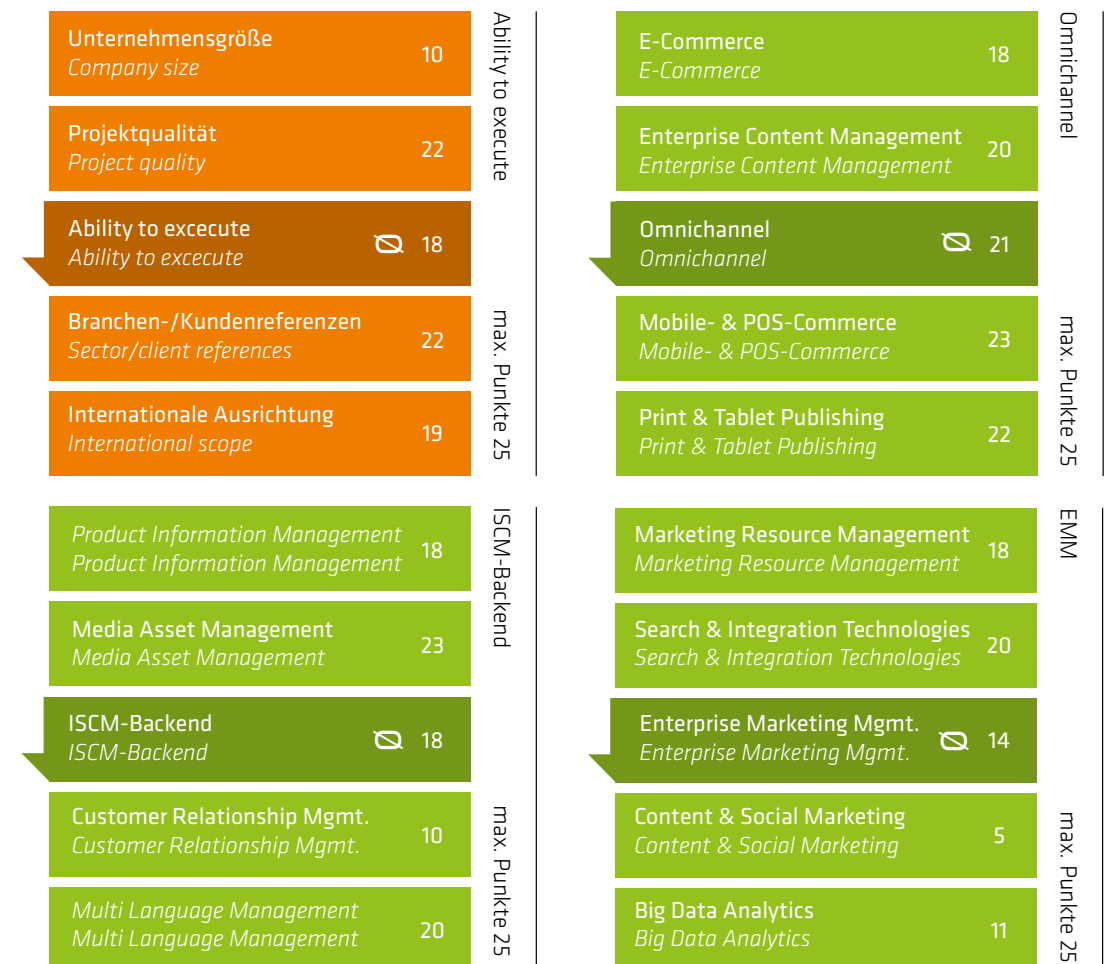 Unternehmensgröße
Company size
10
Projektqualität
Project quality
22
Ability to excecute
Ability to excecute
Ø 18
Branchen-/Kundenreferenzen
Sector/client references
22
Internationale Ausrichtung
International scope
19
Ability to execute
max. Punkte 25
E-Commerce
E-Commerce
18
Enterprise Content Management
Enterprise Content Management
20
Omnichannel
Omnichannel
Ø 21
Mobile- & POS-Commerce
Mobile- & POS-Commerce
23
Print & Tablet Publishing
Print & Tablet Publishing
22
Omnichannel
max. Punkte 25
Product Information Management
Product Information Management
18
Media Asset Management
Media Asset Management
23
ISCM-Backend
ISCM-Backend
Ø 18
Customer Relationship Mgmt.
Customer Relationship Mgmt.
10
Multi Language Management
Multi Language Management
20
ISCM-Backend
max. Punkte 25
Marketing Resource Management
Marketing Resource Management
18
Search & Integration Technologies
Search & Integration Technologies
20
Enterprise Marketing Mgmt.
Enterprise Marketing Mgmt.
Ø 14
Content & Social Marketing
Content & Social Marketing
5
Big Data Analytics
Big Data Analytics
11
EMM
max. Punkte 25